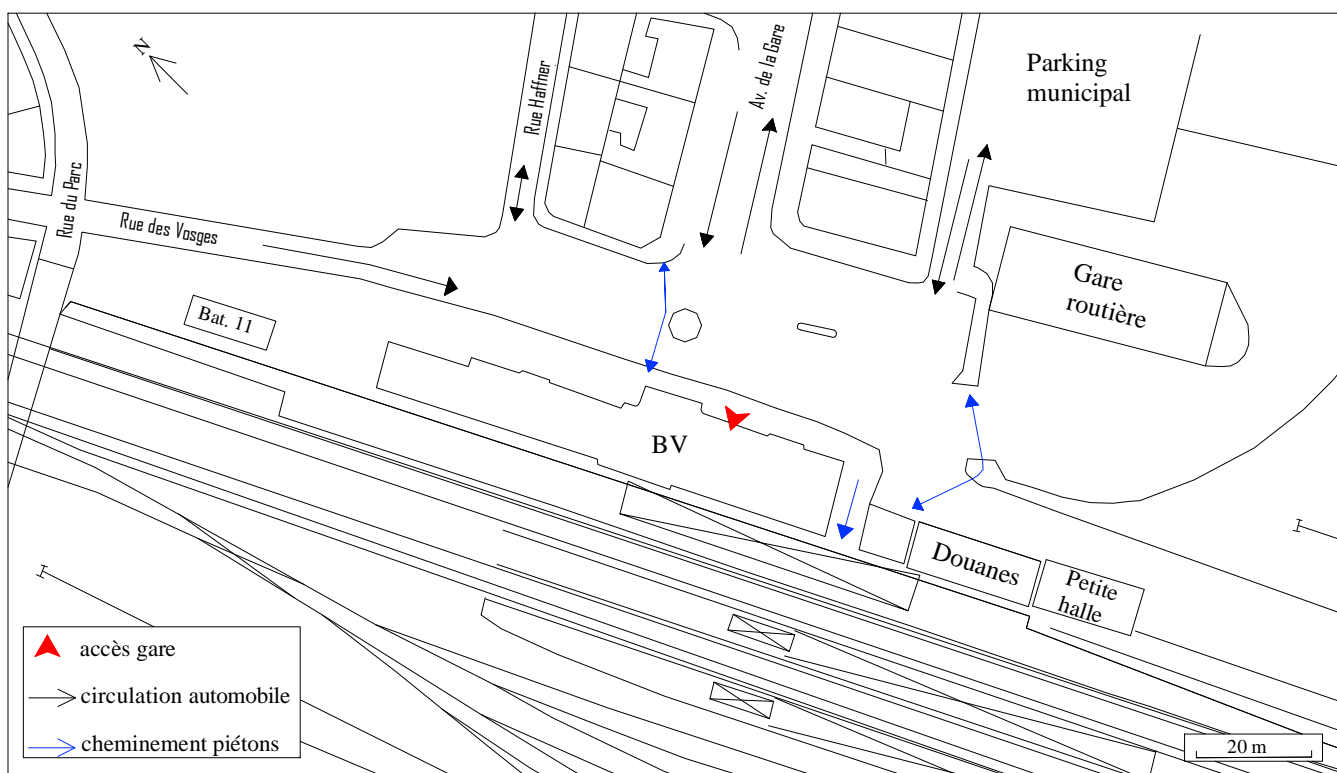 N
Rue du Parc
Rue des Vosges
Rue Haffner
Av. de la Gare
Parking
municipal
Gare
routière
Bat. 11
BV
Douanes
Petite
halle
accès gare
circulation automobile
cheminement piétons
20 m